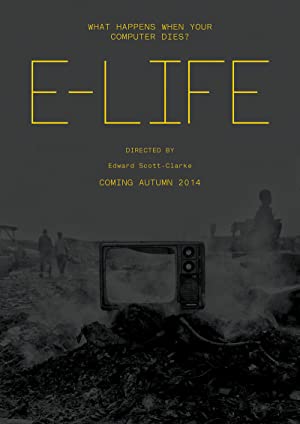 WHAT HAPPENS WHEN YOUR
COMPUTER DIES?
E-LIFE
DIRECTED BY
Edward Scott-Clarke
COMING AUTUMN 2014